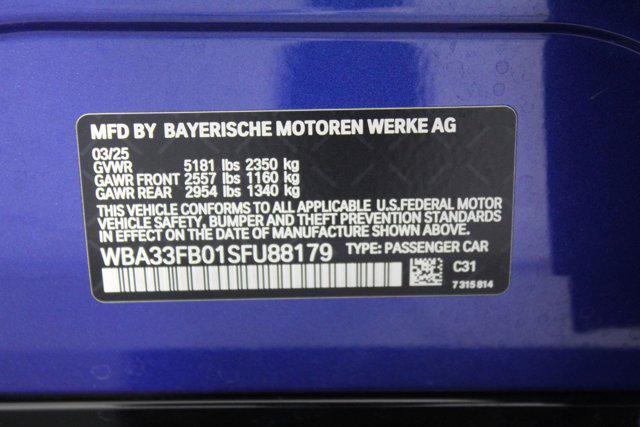 MFD BY BAYERISCHE MOTOREN WERKE AG
03/25
GVWR 5181 lbs 2350 kg
GAWR FRONT 2557 lbs 1160 kg
GAWR REAR 2954 lbs 1340 kg
THIS VEHICLE CONFORMS TO ALL APPLICABLE U.S.FEDERAL MOTOR
VEHICLE SAFETY, BUMPER AND THEFT PREVENTION STANDARDS
IN EFFECT ON THE DATE OF MANUFACTURE SHOWN ABOVE.
WBA33FB01SFU88179 TYPE: PASSENGER CAR
C31
7 315 814